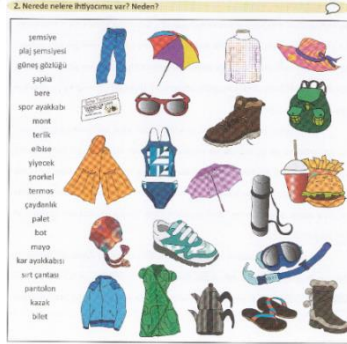 2. Nerede nelere ihtiyacımız var? Neden?
şemsiye
plaj şemsiyesi
güneş gözlüğü
şapka
bere
spor ayakkabı
mont
terlik
elbise
yiyecek
şnorkel
termos
çaydanlık
palet
bot
mayo
kar ayakkabısı
sırt çantası
pantolon
kazak
bilet